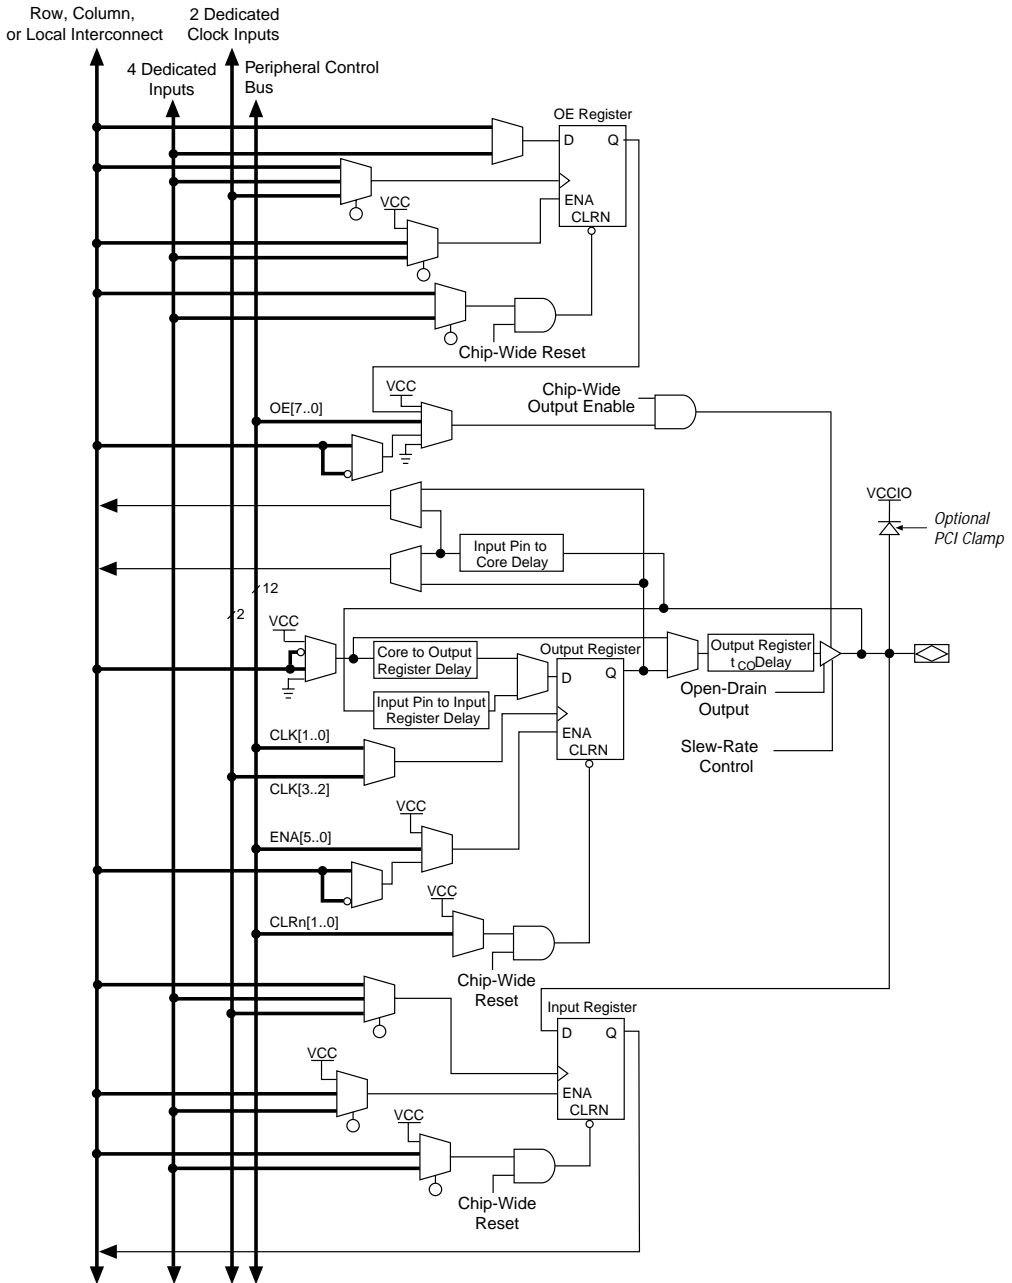 Row, Column,
or Local Interconnect
2 Dedicated
Clock Inputs
4 Dedicated
Inputs
Peripheral Control
Bus
OE Register
D Q
ENA
CLRN
VCC
Chip-Wide Reset
VCC
OE[7..0]
Chip-Wide
Output Enable
VCCIO
Optional
PCI Clamp
Input Pin to
Core Delay
12
2
VCC
Core to Output
Register Delay
Input Pin to Input
Register Delay
Output Register
D Q
ENA
CLRN
Output Register
tCO Delay
Open-Drain
Output
Slew-Rate
Control
CLK[1..0]
CLK[3..2]
VCC
ENA[5..0]
VCC
CLRn[1..0]
Chip-Wide
Reset
Input Register
D Q
ENA
CLRN
VCC
VCC
Chip-Wide
Reset